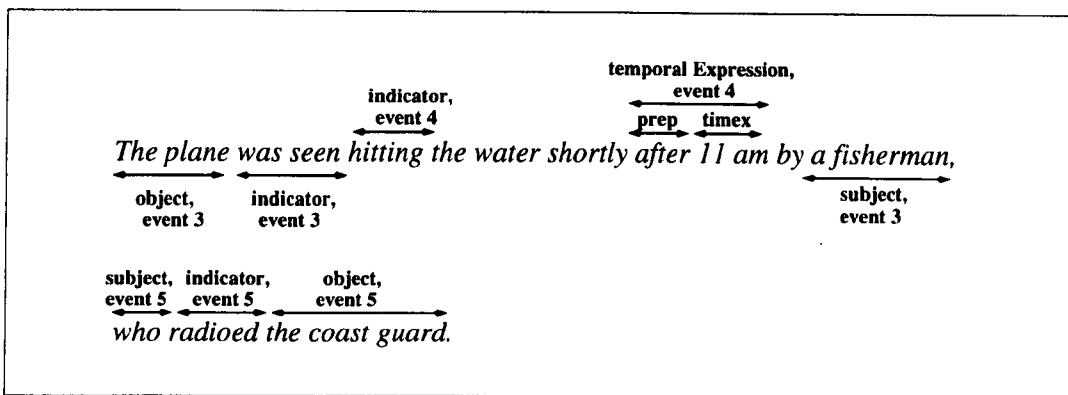 temporal Expression,
indicator, event 4
event 4 prep timex
The plane was seen hitting the water shortly after 11 am by a fisherman,
object, indicator, subject,
event 3 event 3 event 3
subject, indicator, object,
event 5 event 5 event 5
who radioed the coast guard.